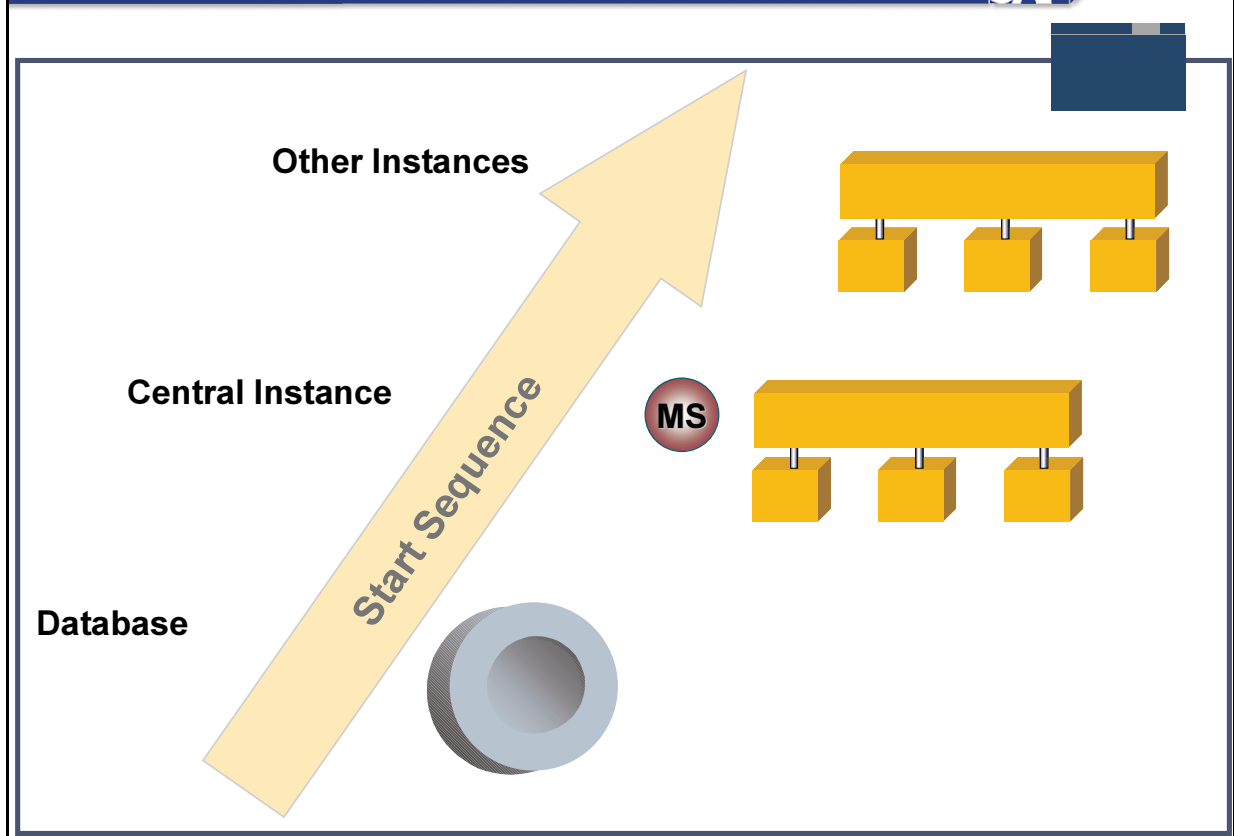 Other Instances
Central Instance
MS
Start Sequence
Database